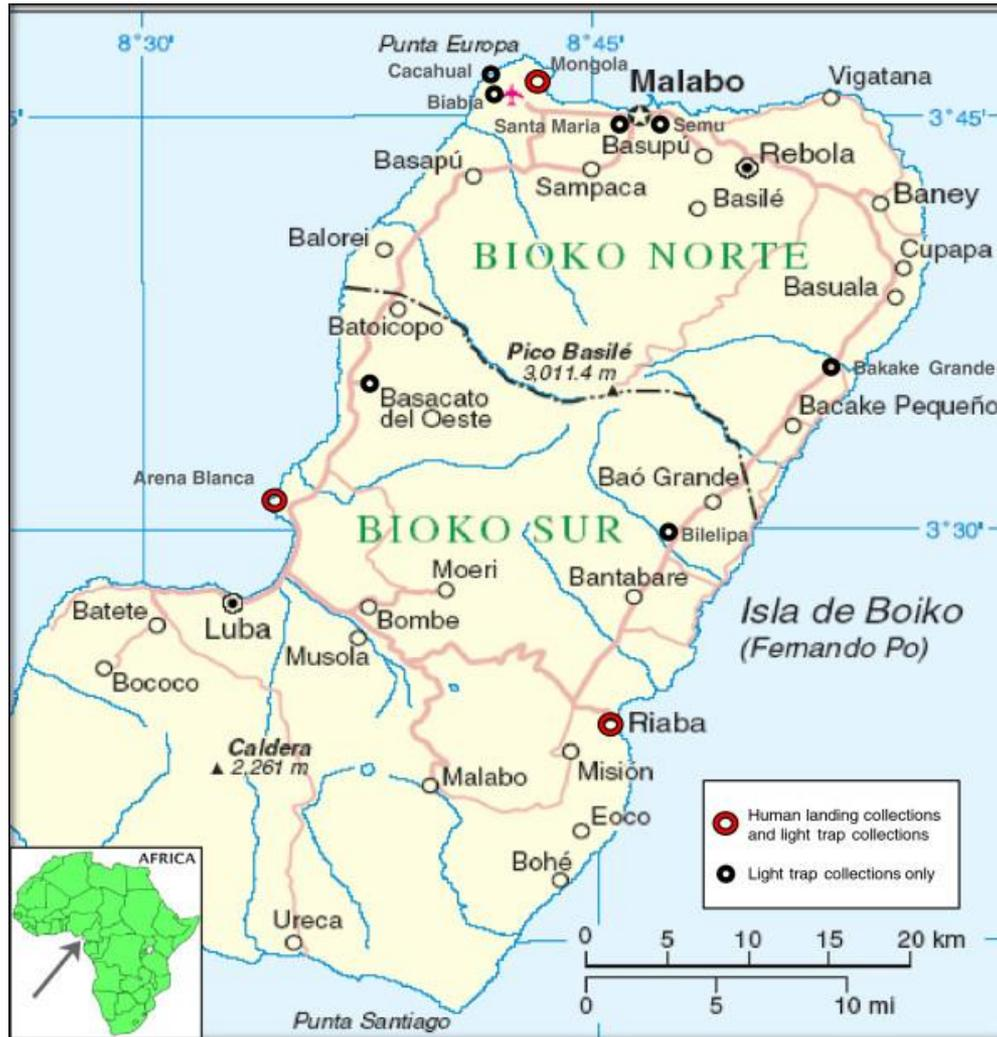 8°30'
8°45'
Punta Europa
Cacahual
Mongola
Biabia
Malabo
Vigatana
3°45'
Santa Maria
Semu
Basupú
Rebola
Basapú
Sampaca
Basilé
Baney
Balorei
BIOKO NORTE
Cupapa
Basuala
Batoicopo
Pico Basilé
3,011.4 m
Bakake Grande
Basacato
del Oeste
Bacake Pequeño
Arena Blanca
Baó Grande
BIOKO SUR
Bilelipa
3°30'
Moeri
Bantabare
Batete
Luba
Bombe
Isla de Boiko
(Fernando Po)
Musola
Bococo
Riaba
Caldera
2,261 m
Malabo
Misión
Human landing collections
and light trap collections
Eoco
Light trap collections only
Bohé
AFRICA
Ureca
0 5 10 15 20 km
0 5 10 mi
Punta Santiago